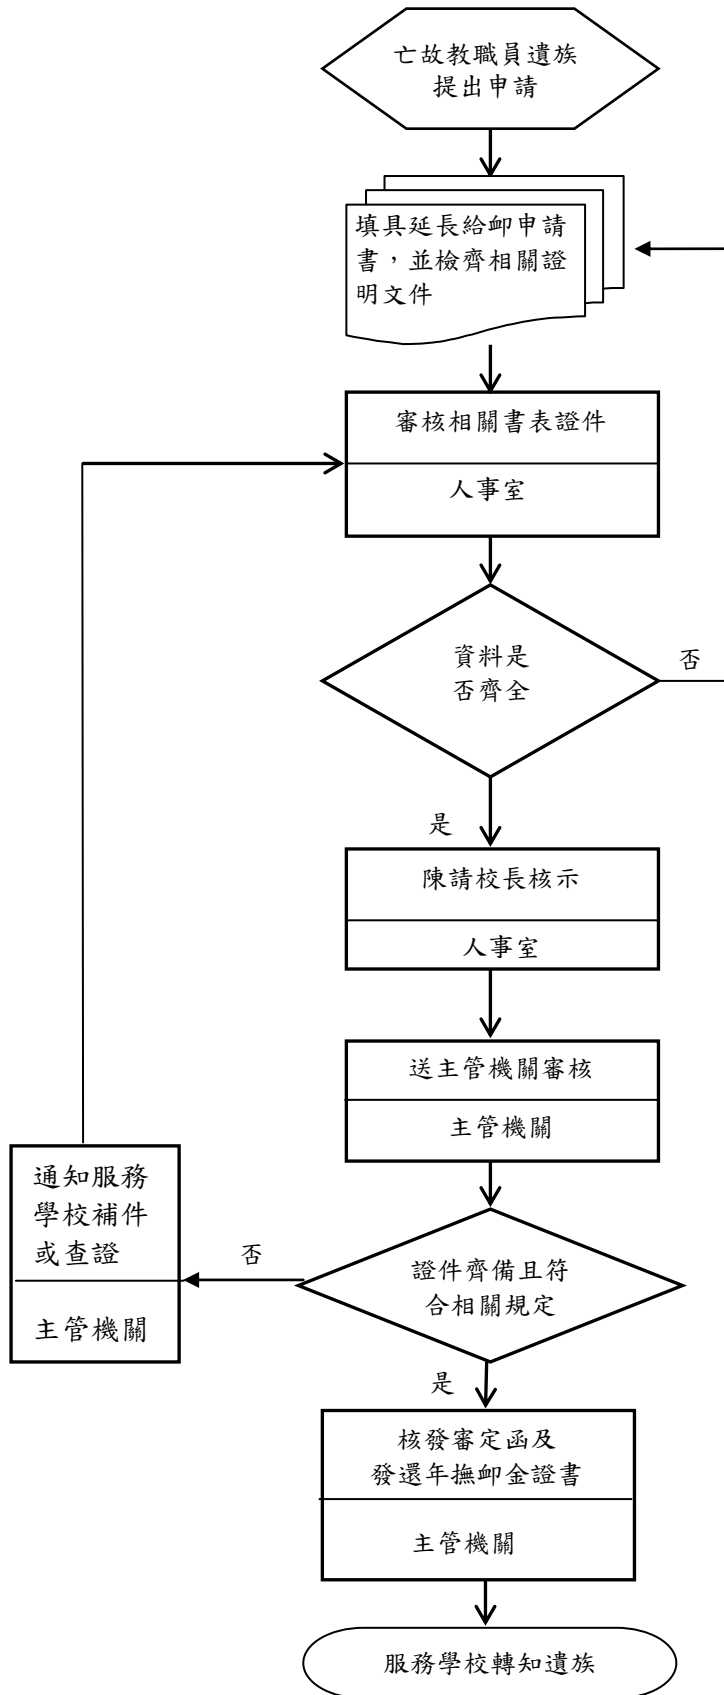 亡故教職員遺族
提出申請
填具延長給卹申請
書，並檢齊相關證
明文件
審核相關書表證件
人事室
資料是
否齊全
否
是
陳請校長核示
人事室
送主管機關審核
主管機關
通知服務
學校補件
或查證
主管機關
否
證件齊備且符
合相關規定
是
核發審定函及
發還年撫卹金證書
主管機關
服務學校轉知遺族